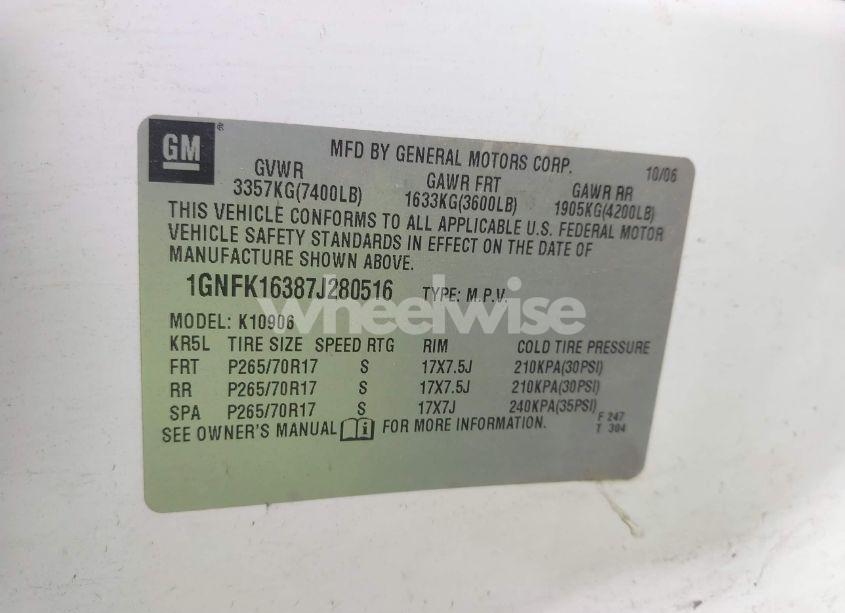 GM
MFD BY GENERAL MOTORS CORP. 10/06
GVWR GAWR FRT GAWR RR
3357KG(7400LB) 1633KG(3600LB) 1905KG(4200LB)
THIS VEHICLE CONFORMS TO ALL APPLICABLE U.S. FEDERAL MOTOR
VEHICLE SAFETY STANDARDS IN EFFECT ON THE DATE OF
MANUFACTURE SHOWN ABOVE.
1GNFK16387J280516 TYPE: M.P.V.
wheelwise
MODEL: K10906
KR5L TIRE SIZE SPEED RTG RIM COLD TIRE PRESSURE
FRT P265/70R17 S 17X7.5J 210KPA(30PSI)
RR P265/70R17 S 17X7.5J 210KPA(30PSI)
SPA P265/70R17 S 17X7J 240KPA(35PSI)
SEE OWNER'S MANUAL i FOR MORE INFORMATION. F 247
T 304